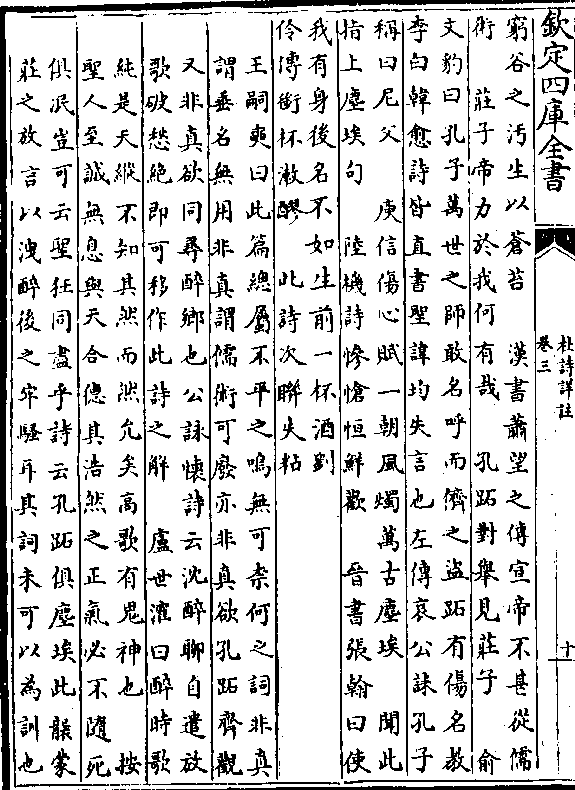 欽定四庫全書
杜詩詳註
卷三
十
窮谷之汚生以蒼苔　漢書蕭望之傳宣帝不甚從儒
術　莊子帝力於我何有哉　孔跖對舉見莊子　俞
文豹曰孔子萬世之師敢名呼而儕之盜跖有傷名教
李白韓愈詩皆直書聖諱均失言也左傳哀公誄孔子
稱曰尼父　庾信傷心賦一朝風燭萬古塵埃　聞此
指上塵埃句　陸機詩慘愴恒鮮歡　晉書張翰曰使
我有身後名不如生前一杯酒劉
伶傳銜杯漱醪　此詩次聯失粘
王嗣奭曰此篇總屬不平之鳴無可柰何之詞非真
謂垂名無用非真謂儒術可廢亦非真欲孔跖齊觀
又非真欲同尋醉鄉也公詠懷詩云沈醉聊自遣放
歌破愁絶即可移作此詩之解　盧世㴶曰醉時歌
純是天縱不知其然而然允矣高歌有鬼神也　按
聖人至誠無息與天合德其浩然之正氣必不隨死
俱泯豈可云聖狂同盡乎詩云孔跖俱塵埃此襲蒙
莊之放言以洩醉後之牢騷耳其詞未可以為訓也